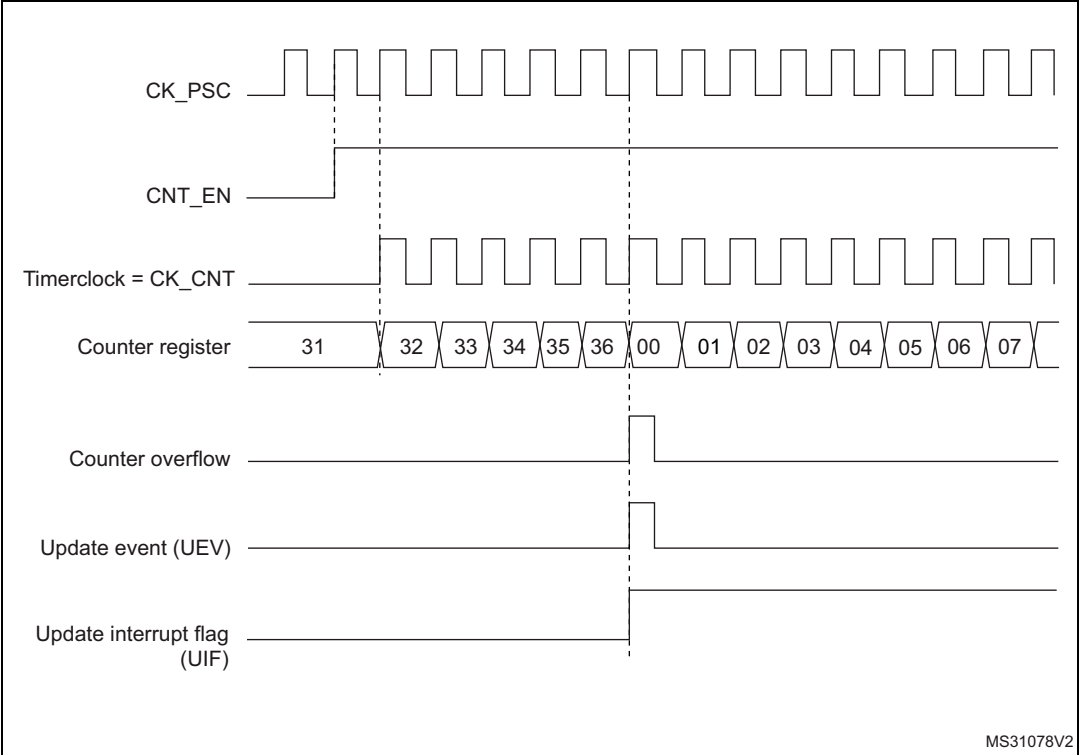 CK_PSC
CNT_EN
Timerclock = CK_CNT
Counter register
31 32 33 34 35 36 00 01 02 03 04 05 06 07
Counter overflow
Update event (UEV)
Update interrupt flag
(UIF)
MS31078V2